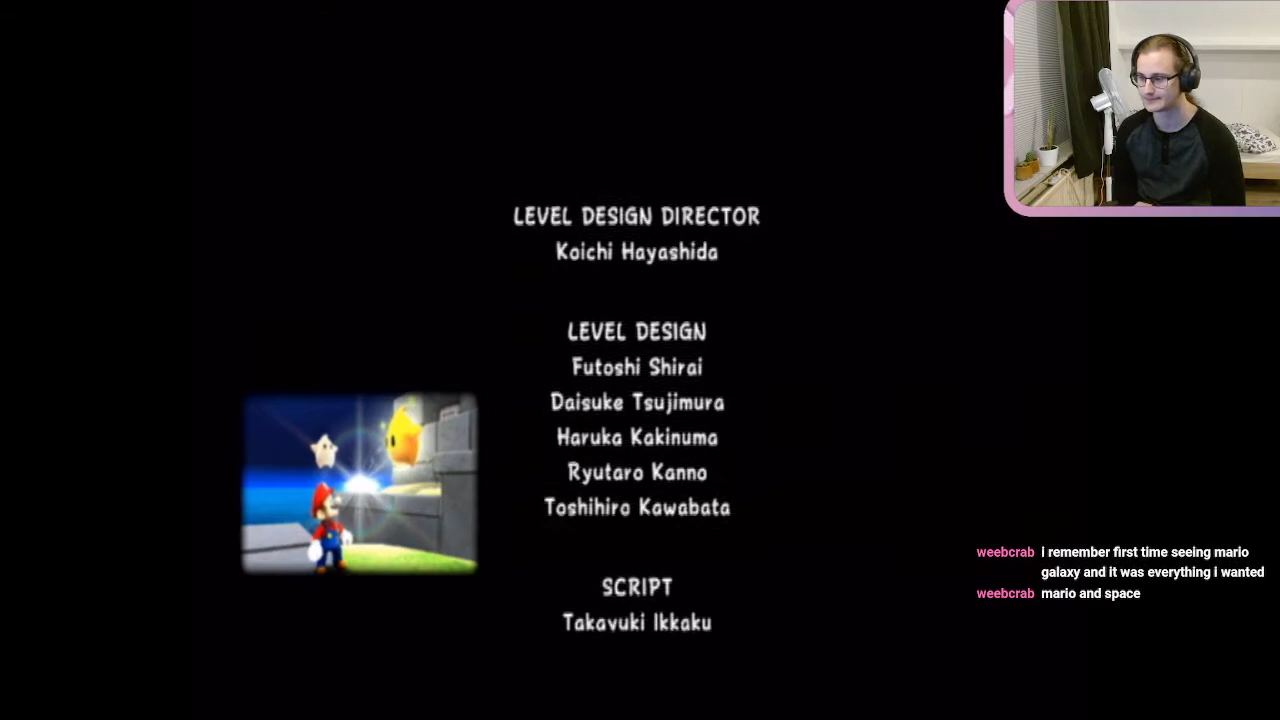 LEVEL DESIGN DIRECTOR
Koichi Hayashida
LEVEL DESIGN
Futoshi Shirai
Daisuke Tsujimura
Haruka Kakinuma
Ryutaro Kanno
Toshihiro Kawabata
SCRIPT
Takayuki Ikkaku
weebcrab i remember first time seeing mario
galaxy and it was everything i wanted
weebcrab mario and space